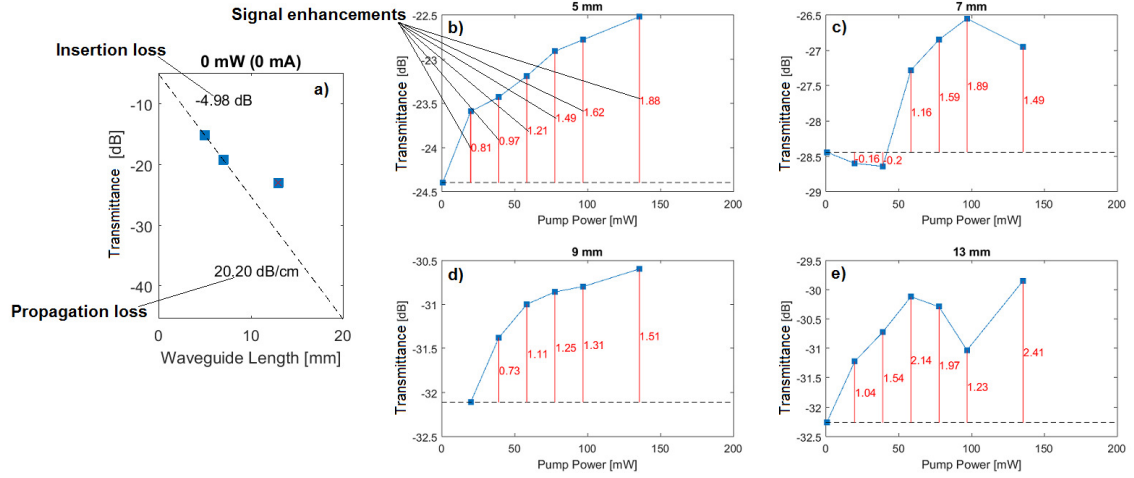 Signal enhancements
Insertion loss
0 mW (0 mA)
a)
-4.98 dB
20.20 dB/cm
Propagation loss
-10
-20
-30
-40
0
10
20
Transmittance [dB]
Waveguide Length [mm]
5 mm
b)
-22.5
-23
-23.5
-24
-24.5
0.81
0.97
1.21
1.49
1.62
1.88
0
50
100
150
200
Transmittance [dB]
Pump Power [mW]
7 mm
c)
-26.5
-27
-27.5
-28
-28.5
-29
-0.16
-0.2
1.16
1.59
1.89
1.49
0
50
100
150
200
Transmittance [dB]
Pump Power [mW]
9 mm
d)
-30.5
-31
-31.5
-32
-32.5
0.73
1.11
1.25
1.31
1.51
0
50
100
150
200
Transmittance [dB]
Pump Power [mW]
13 mm
e)
-29.5
-30
-30.5
-31
-31.5
-32
-32.5
1.04
1.54
2.14
1.97
1.23
2.41
0
50
100
150
200
Transmittance [dB]
Pump Power [mW]